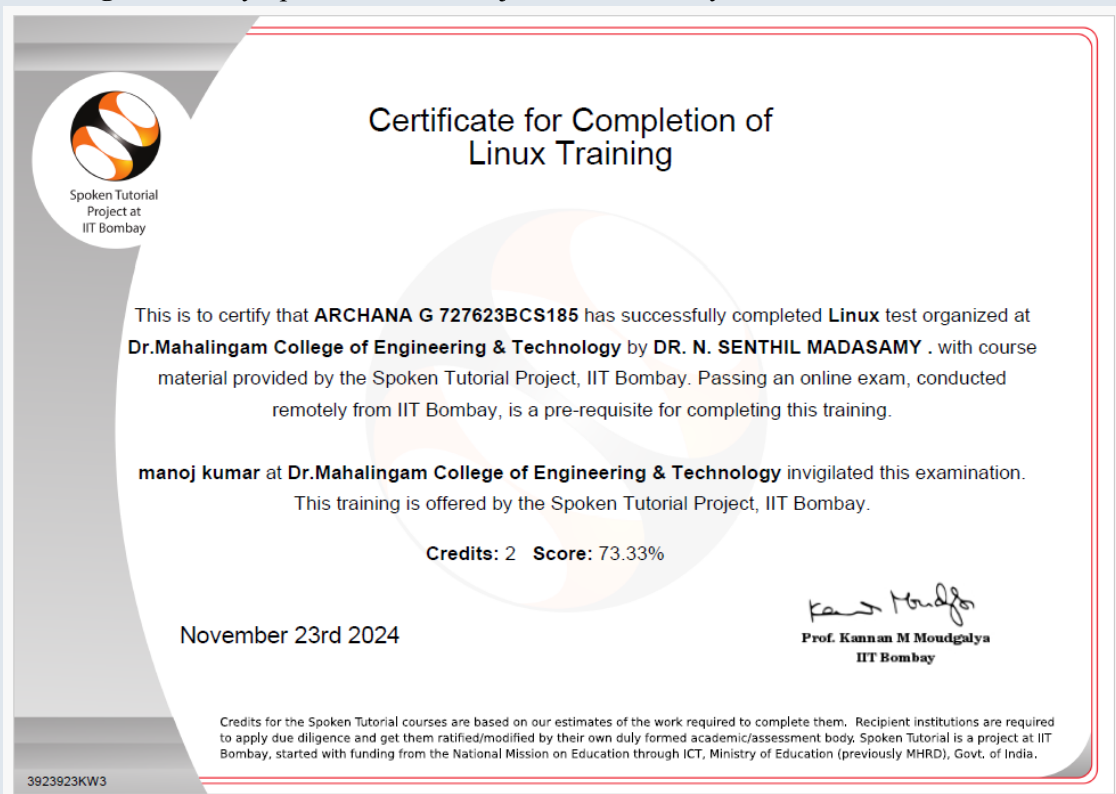 Certificate for Completion of
Linux Training
Spoken Tutorial
Project at
IIT Bombay
This is to certify that ARCHANA G 727623BCS185 has successfully completed Linux test organized at
Dr.Mahalingam College of Engineering & Technology by DR. N. SENTHIL MADASAMY . with course
material provided by the Spoken Tutorial Project, IIT Bombay. Passing an online exam, conducted
remotely from IIT Bombay, is a pre-requisite for completing this training.
manoj kumar at Dr.Mahalingam College of Engineering & Technology invigilated this examination.
This training is offered by the Spoken Tutorial Project, IIT Bombay.
Credits: 2 Score: 73.33%
November 23rd 2024
Prof. Kannan M Moudgalya
IIT Bombay
Credits for the Spoken Tutorial courses are based on our estimates of the work required to complete them. Recipient institutions are required
to apply due diligence and get them ratified/modified by their own duly formed academic/assessment body. Spoken Tutorial is a project at IIT
Bombay, started with funding from the National Mission on Education through ICT, Ministry of Education (previously MHRD), Govt. of India.
3923923KW3